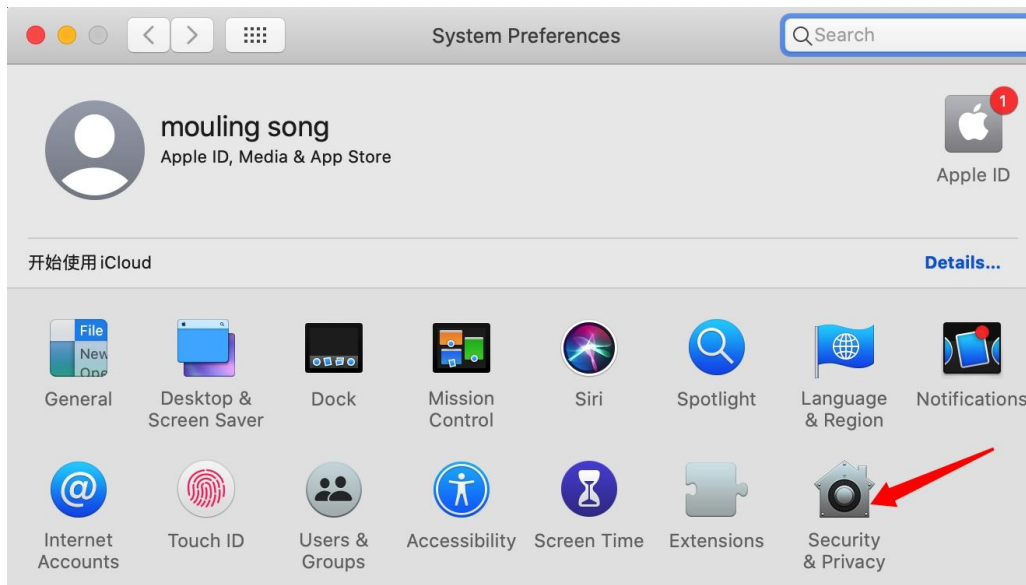 System Preferences
Search
mouling song
Apple ID, Media & App Store
1
Apple ID
开始使用 iCloud
Details...
File
New
Ope
General
Desktop &
Screen Saver
Dock
Mission
Control
Siri
Spotlight
Language
& Region
Notifications
@
Internet
Accounts
Touch ID
Users &
Groups
Accessibility
Screen Time
Extensions
Security
& Privacy